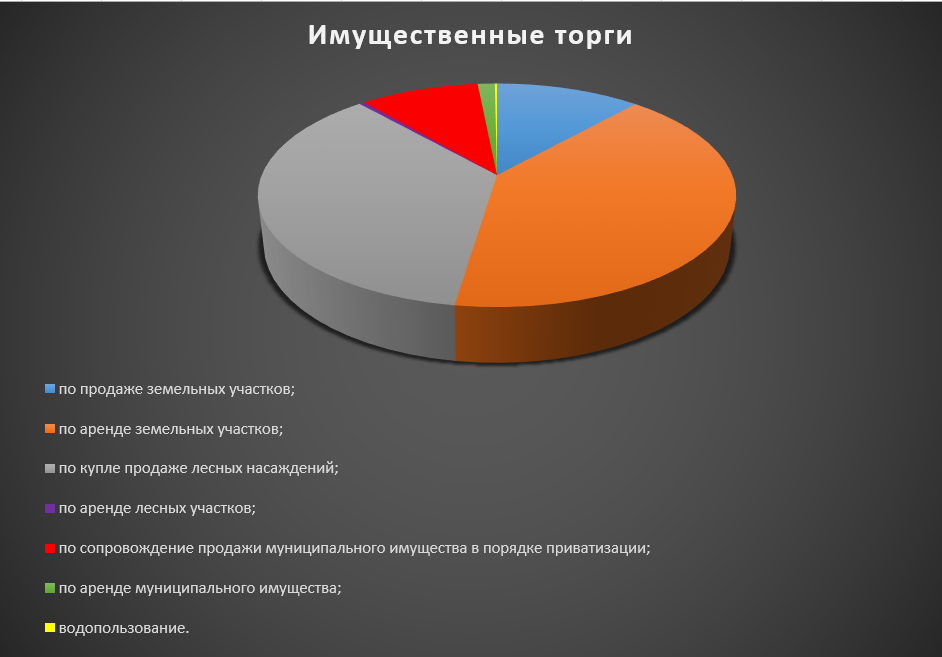 Имущественные торги
по продаже земельных участков;
по аренде земельных участков;
по купле продаже лесных насаждений;
по аренде лесных участков;
по сопровождение продажи муниципального имущества в порядке приватизации;
по аренде муниципального имущества;
водопользование.